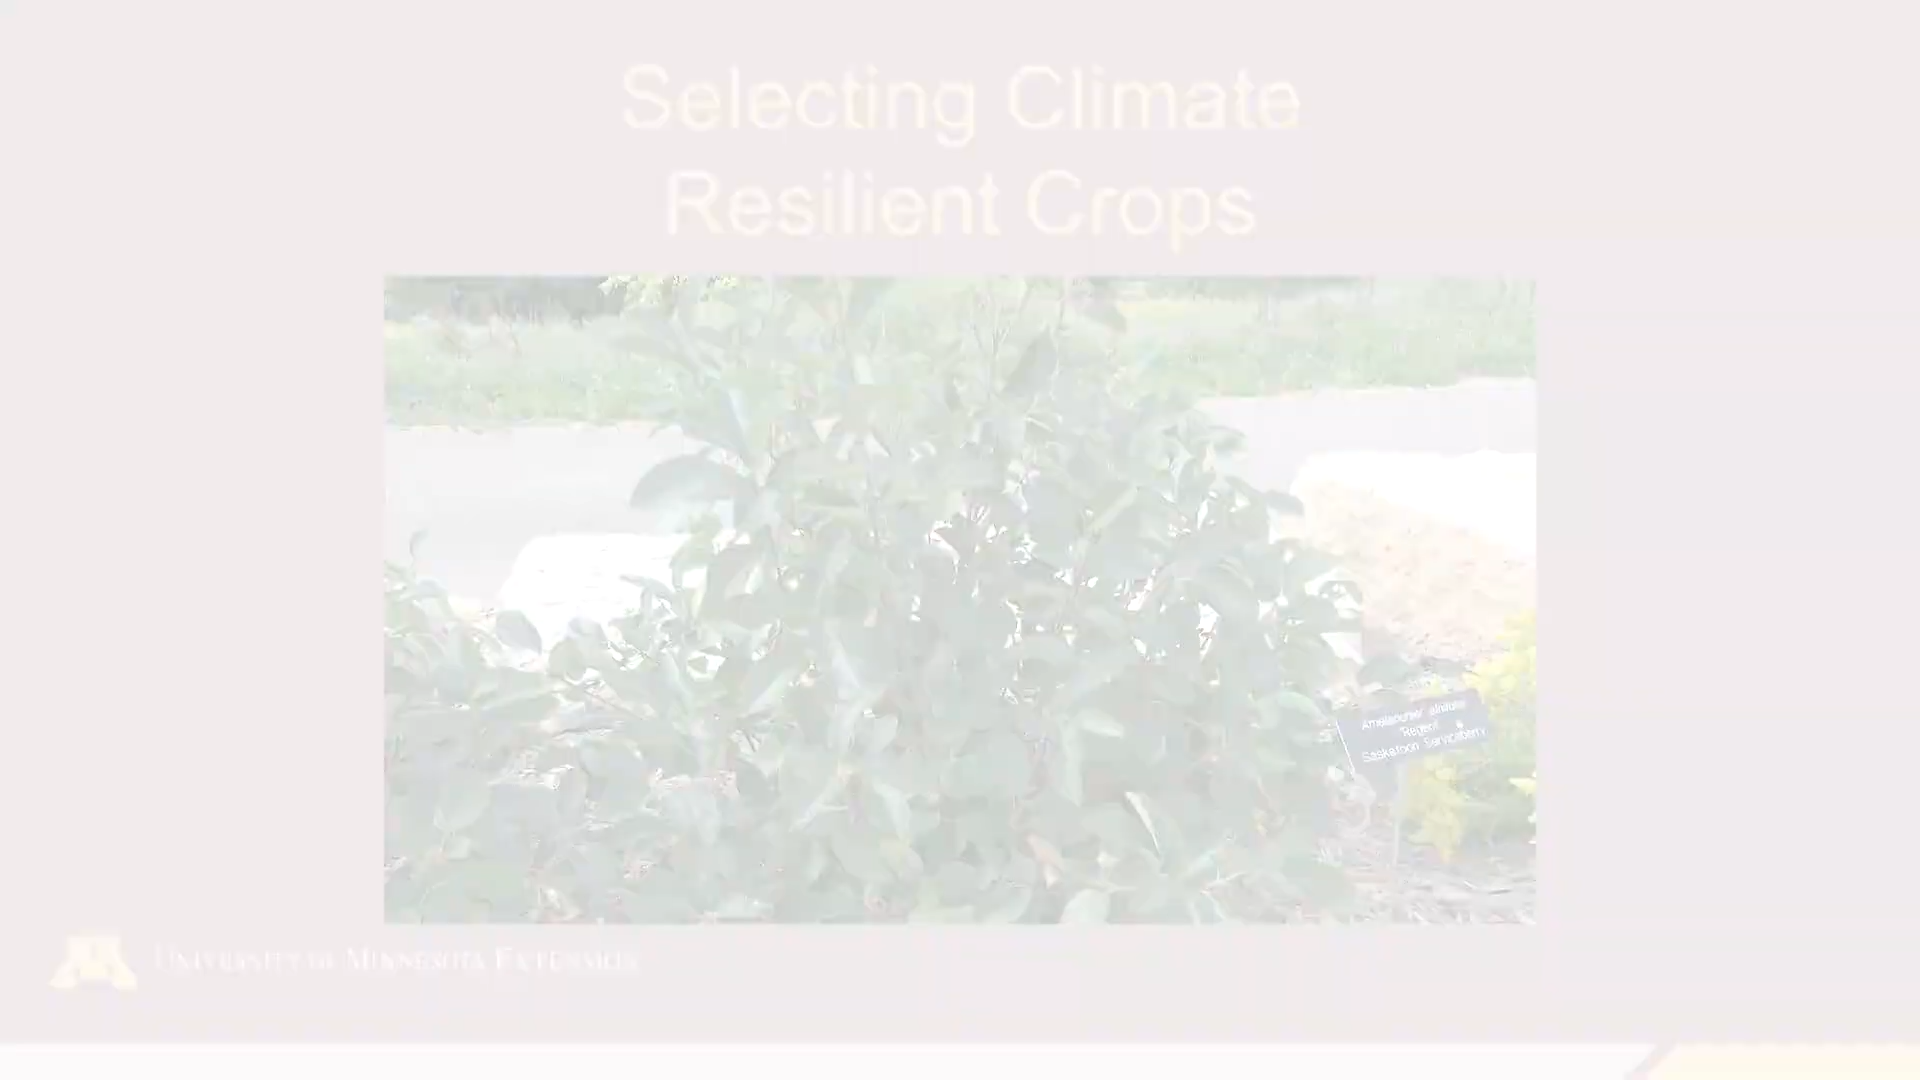 Selecting Climate
Resilient Crops
Amelanchier alnifolia
'Regent'
Saskatoon Serviceberry
UNIVERSITY OF MINNESOTA EXTENSION